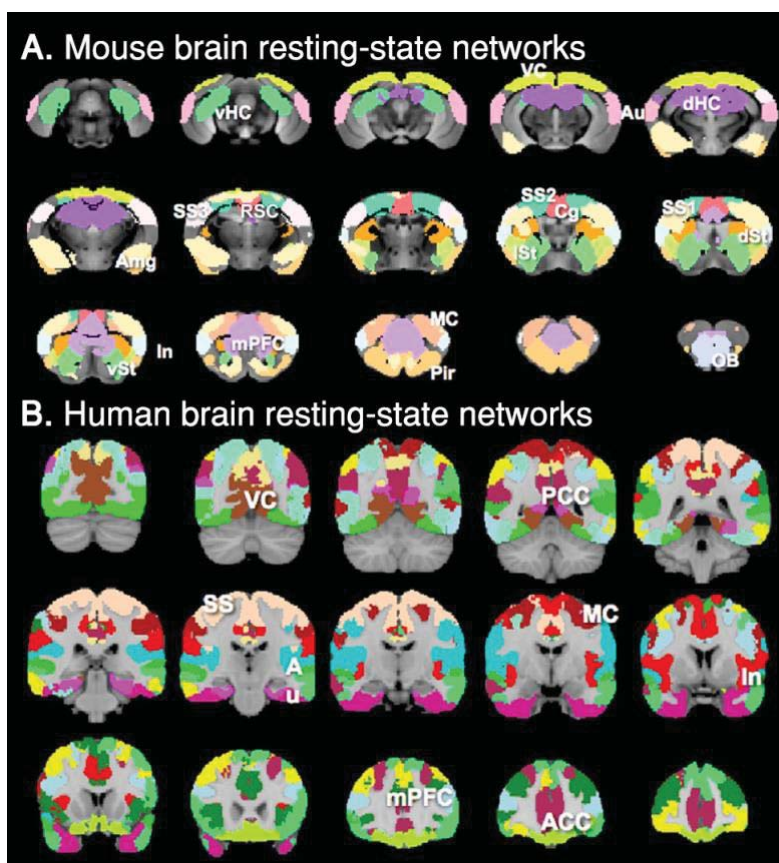 A. Mouse brain resting-state networks
VC
vHC
Au
dHC
SS3
RSC
SS2
Cg
SS1
Amg
lSt
dSt
MC
In
mPFC
vSt
Pir
OB
B. Human brain resting-state networks
VC
PCC
SS
MC
A
u
In
mPFC
ACC